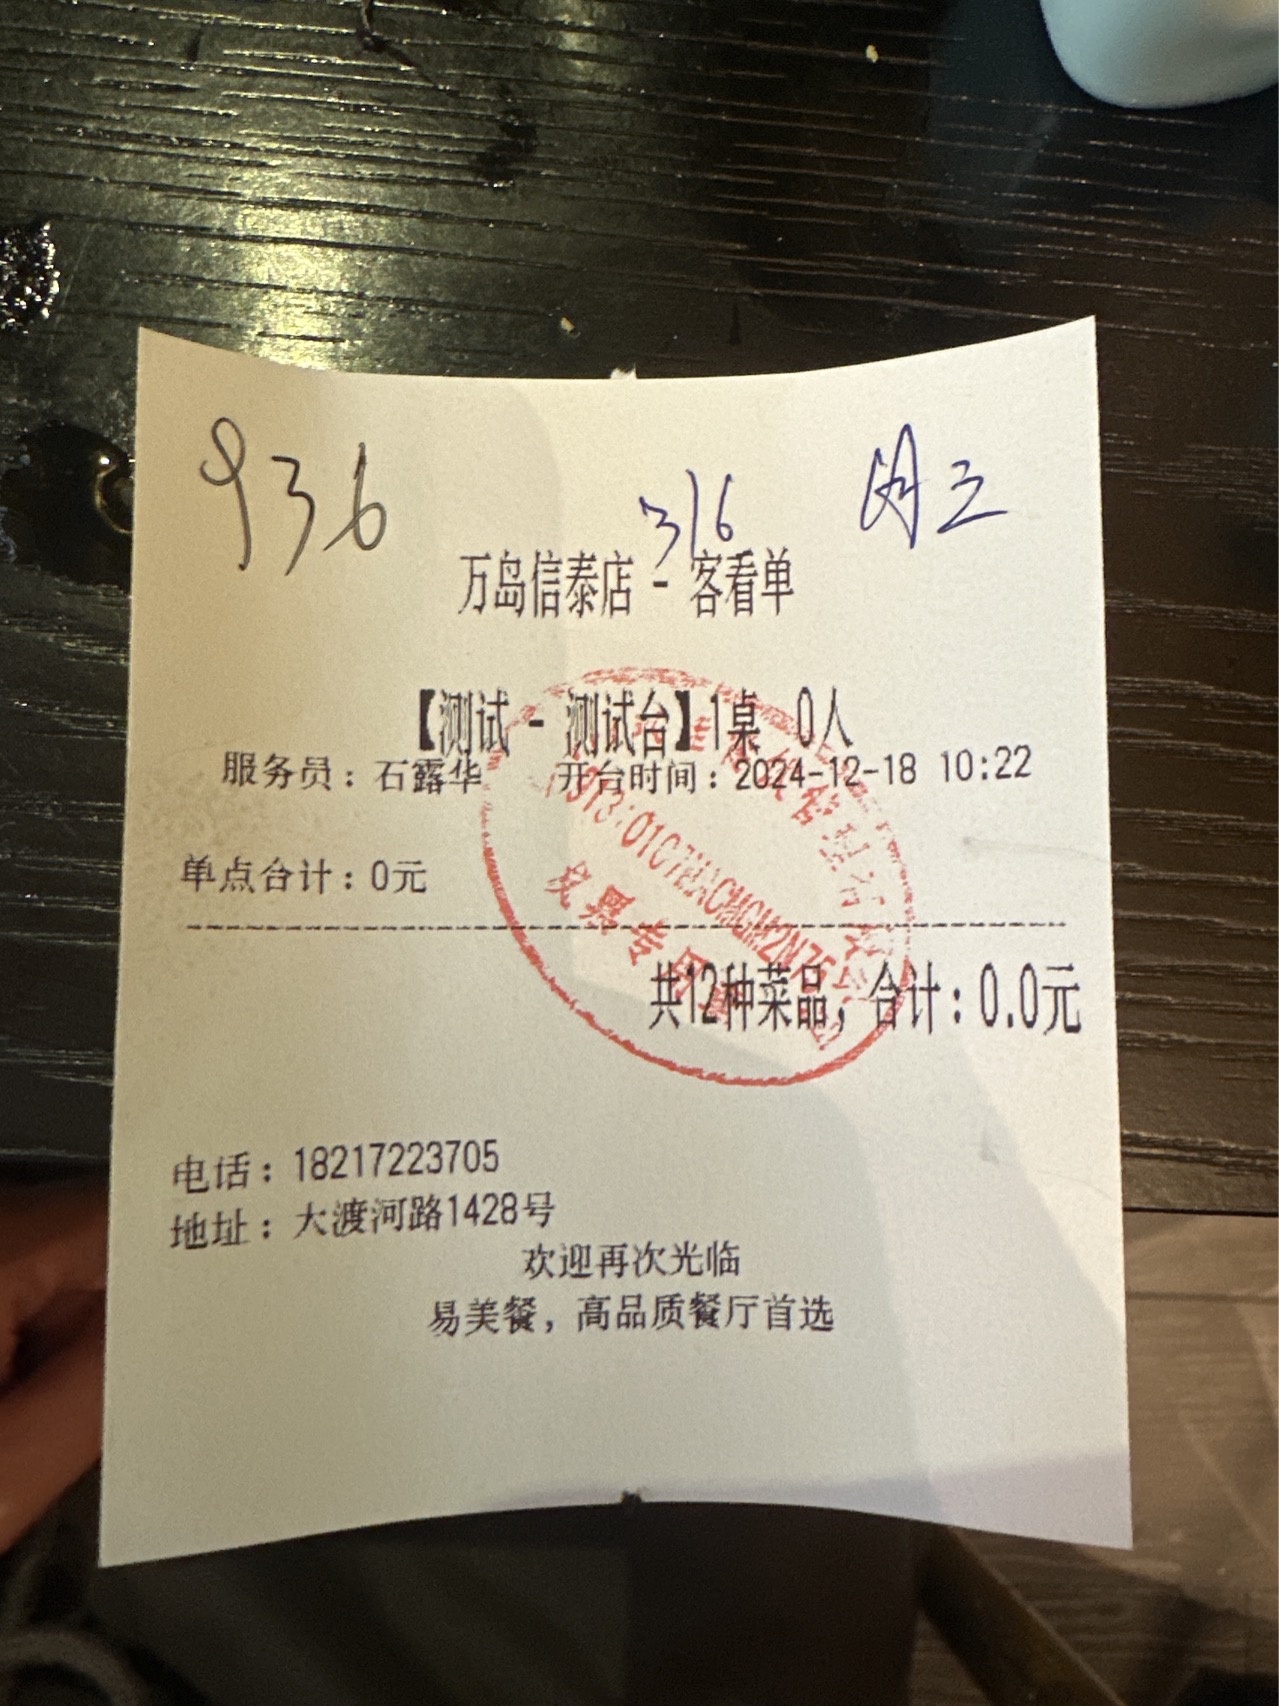 936 316 周三
万岛信泰店 - 客看单
【测试 - 测试台】1桌 0人
服务员：石露华 开台时间：2024-12-18 10:22
单点合计：0元
共12种菜品，合计：0.0元
电话：18217223705
地址：大渡河路1428号
欢迎再次光临
易美餐，高品质餐厅首选